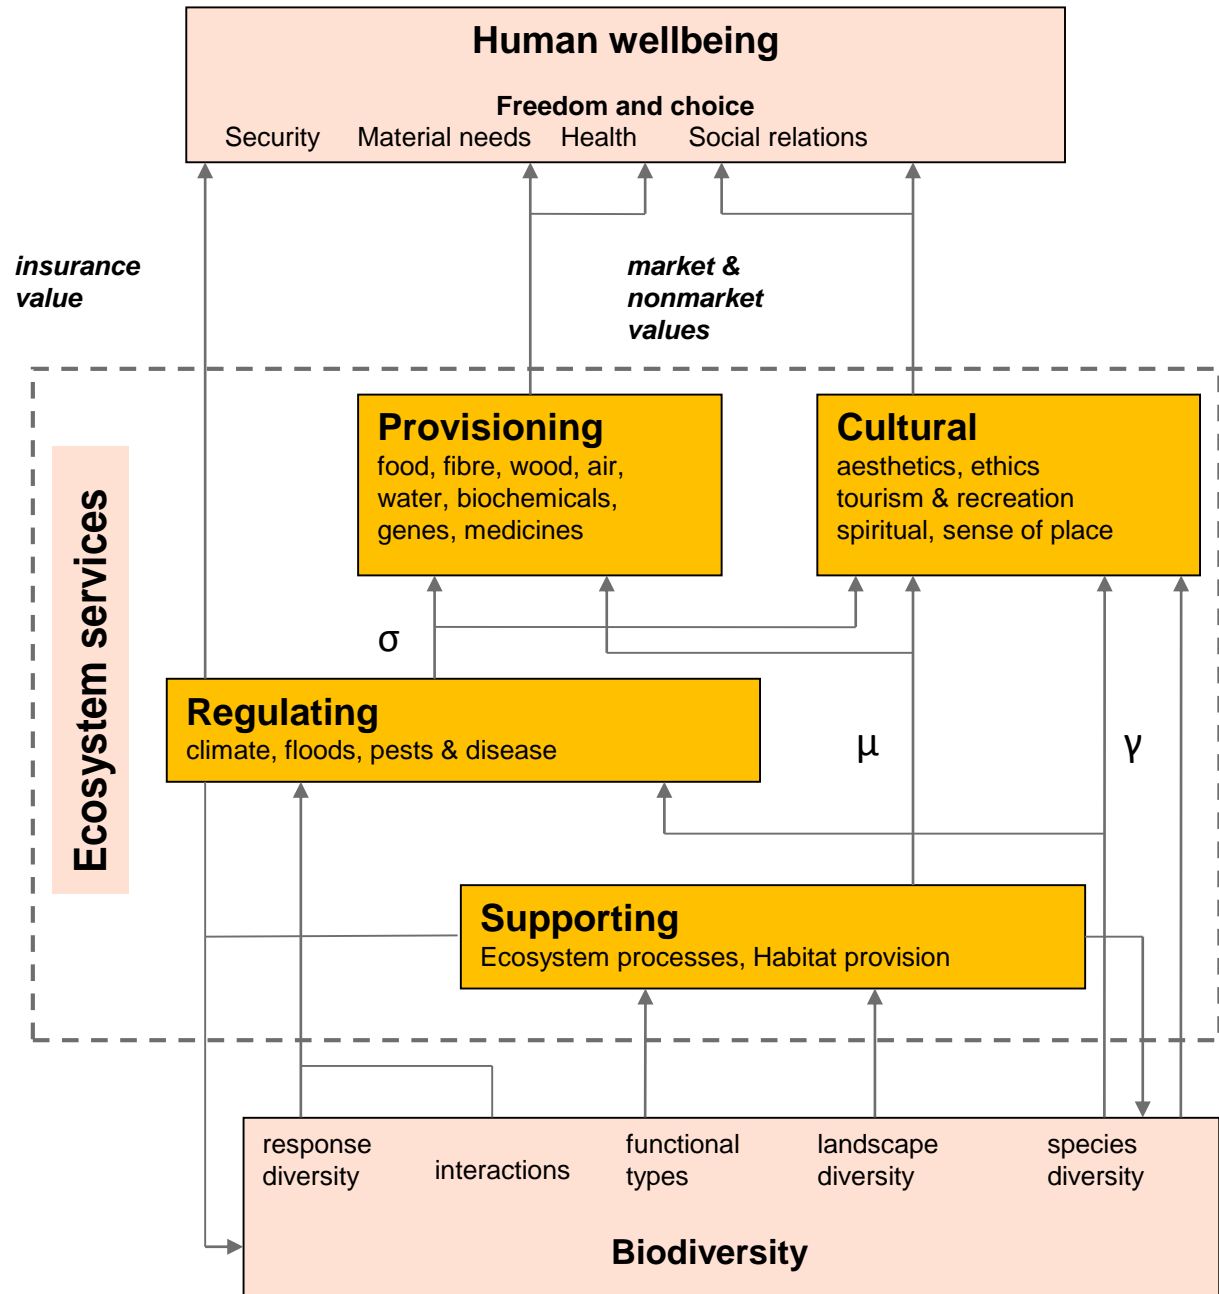 Human wellbeing
Freedom and choice
Security Material needs Health Social relations
insurance
value
market &
nonmarket
values
Ecosystem services
Provisioning
food, fibre, wood, air,
water, biochemicals,
genes, medicines
Cultural
aesthetics, ethics
tourism & recreation
spiritual, sense of place
σ
Regulating
climate, floods, pests & disease
μ
γ
Supporting
Ecosystem processes, Habitat provision
response
diversity
interactions
functional
types
landscape
diversity
species
diversity
Biodiversity